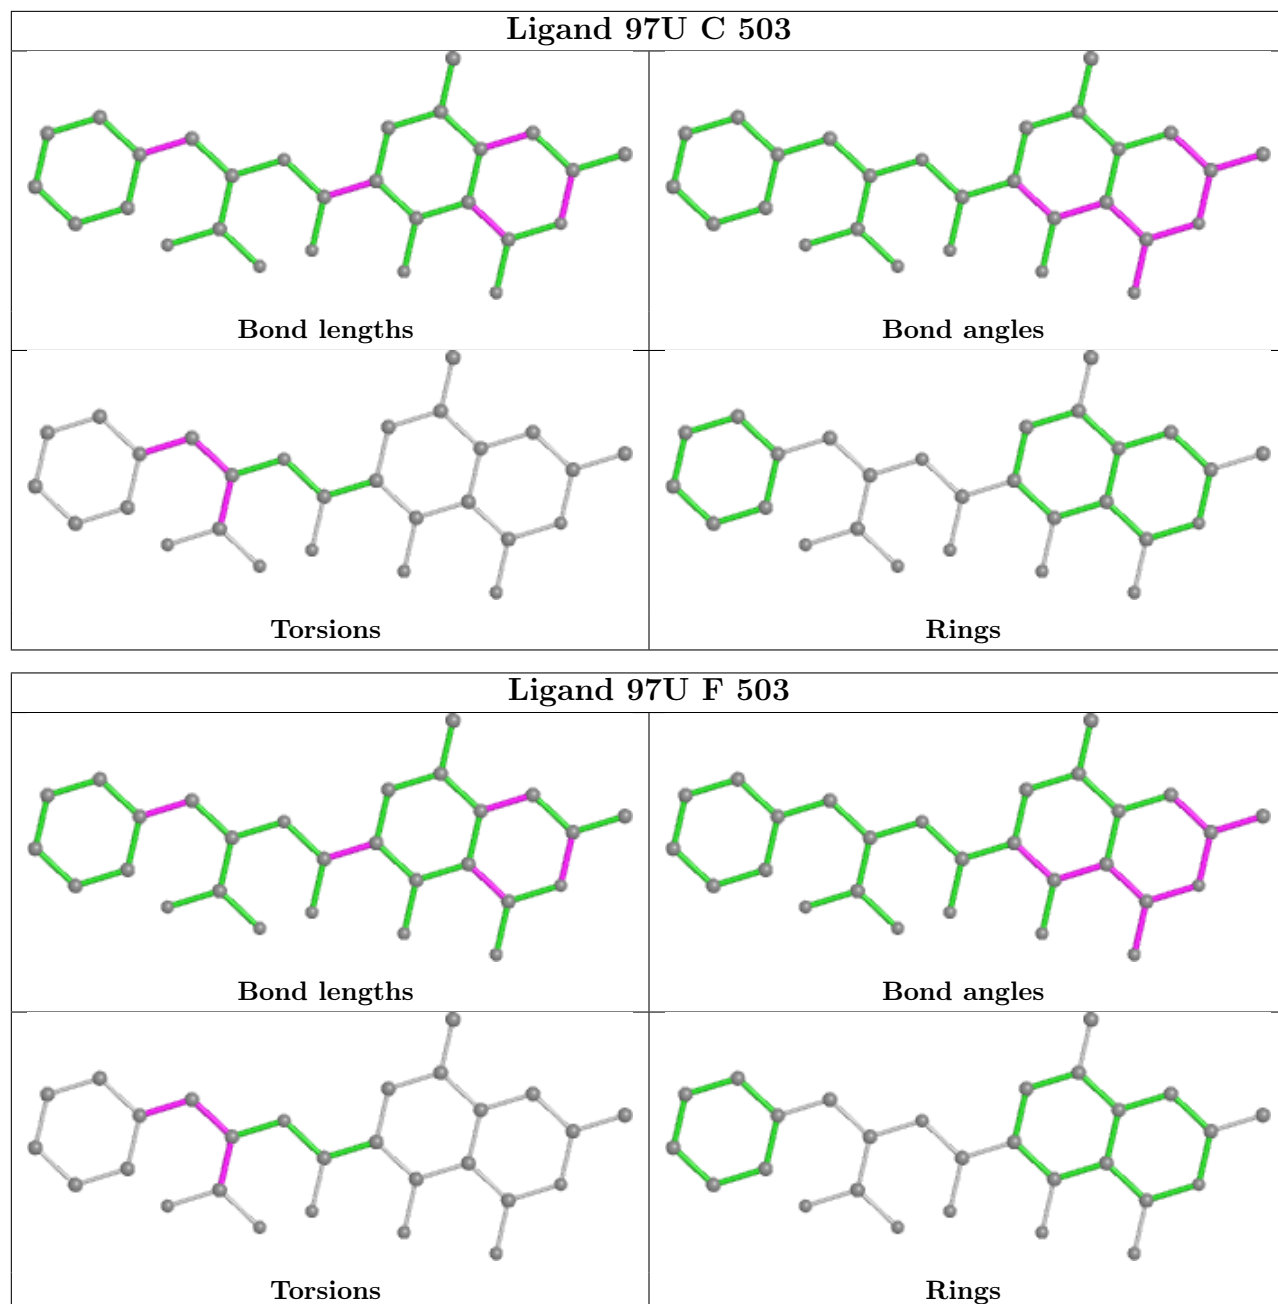 Ligand 97U C 503
Bond lengths
Bond angles
Torsions
Rings
Ligand 97U F 503
Bond lengths
Bond angles
Torsions
Rings